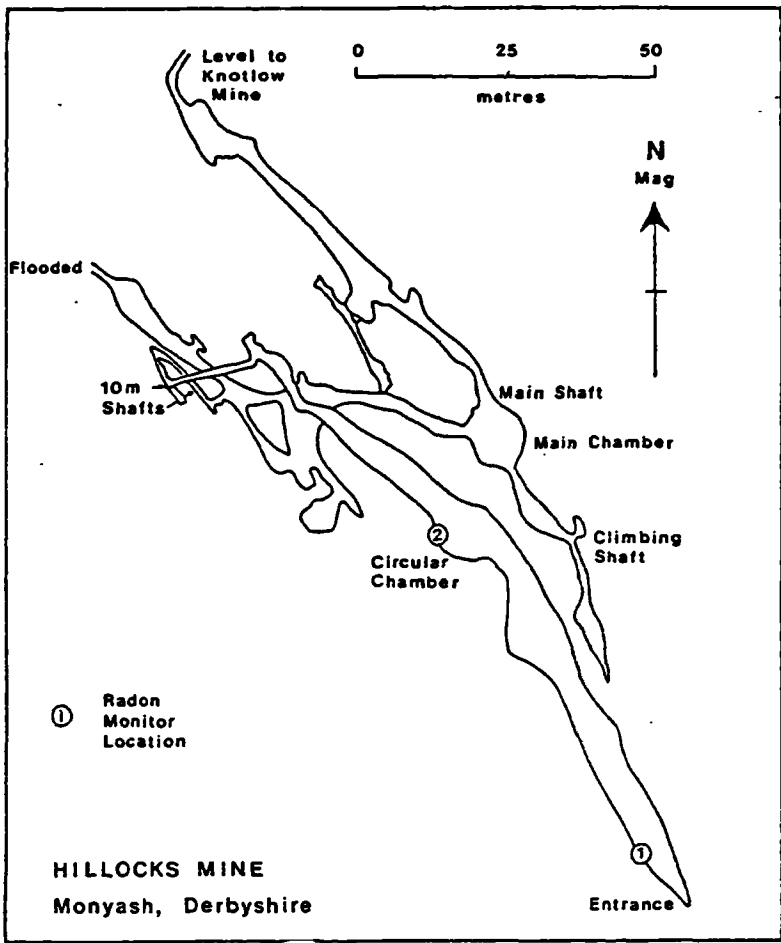 Level to
Knotlow
Mine
0 25 50
metres
N
Mag
Flooded
10m
Shafts
Main Shaft
Main Chamber
2
Circular
Chamber
Climbing
Shaft
1
Radon
Monitor
Location
1
HILLOCKS MINE
Monyash, Derbyshire
Entrance